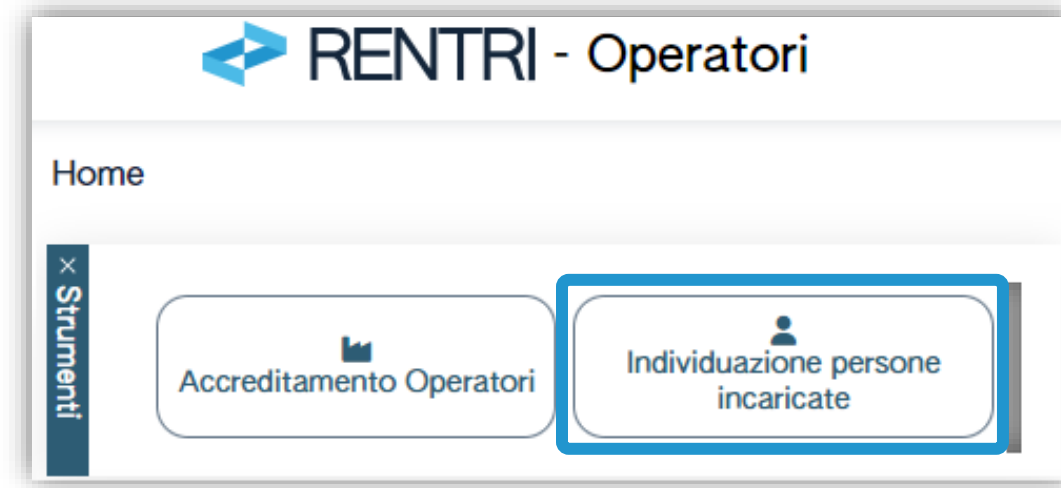 RENTRI - Operatori
Home
× Strumenti
Accreditamento Operatori
Individuazione persone
incaricate